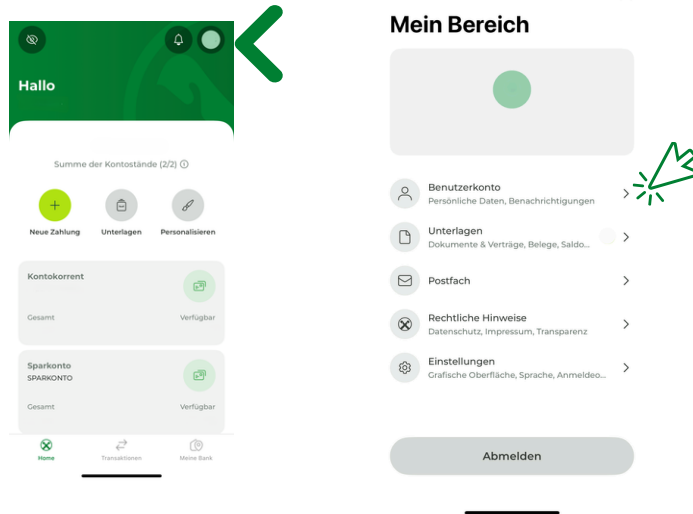 Hallo
Summe der Kontostände (2/2)
Neue Zahlung Unterlagen Personalisieren
Kontokorrent
Gesamt Verfügbar
Sparkonto
SPARKONTO
Gesamt Verfügbar
Home Transaktionen Meine Bank
Mein Bereich
Benutzerkonto
Persönliche Daten, Benachrichtigungen
Unterlagen
Dokumente & Verträge, Belege, Saldo...
Postfach
Rechtliche Hinweise
Datenschutz, Impressum, Transparenz
Einstellungen
Grafische Oberfläche, Sprache, Anmeldeo...
Abmelden